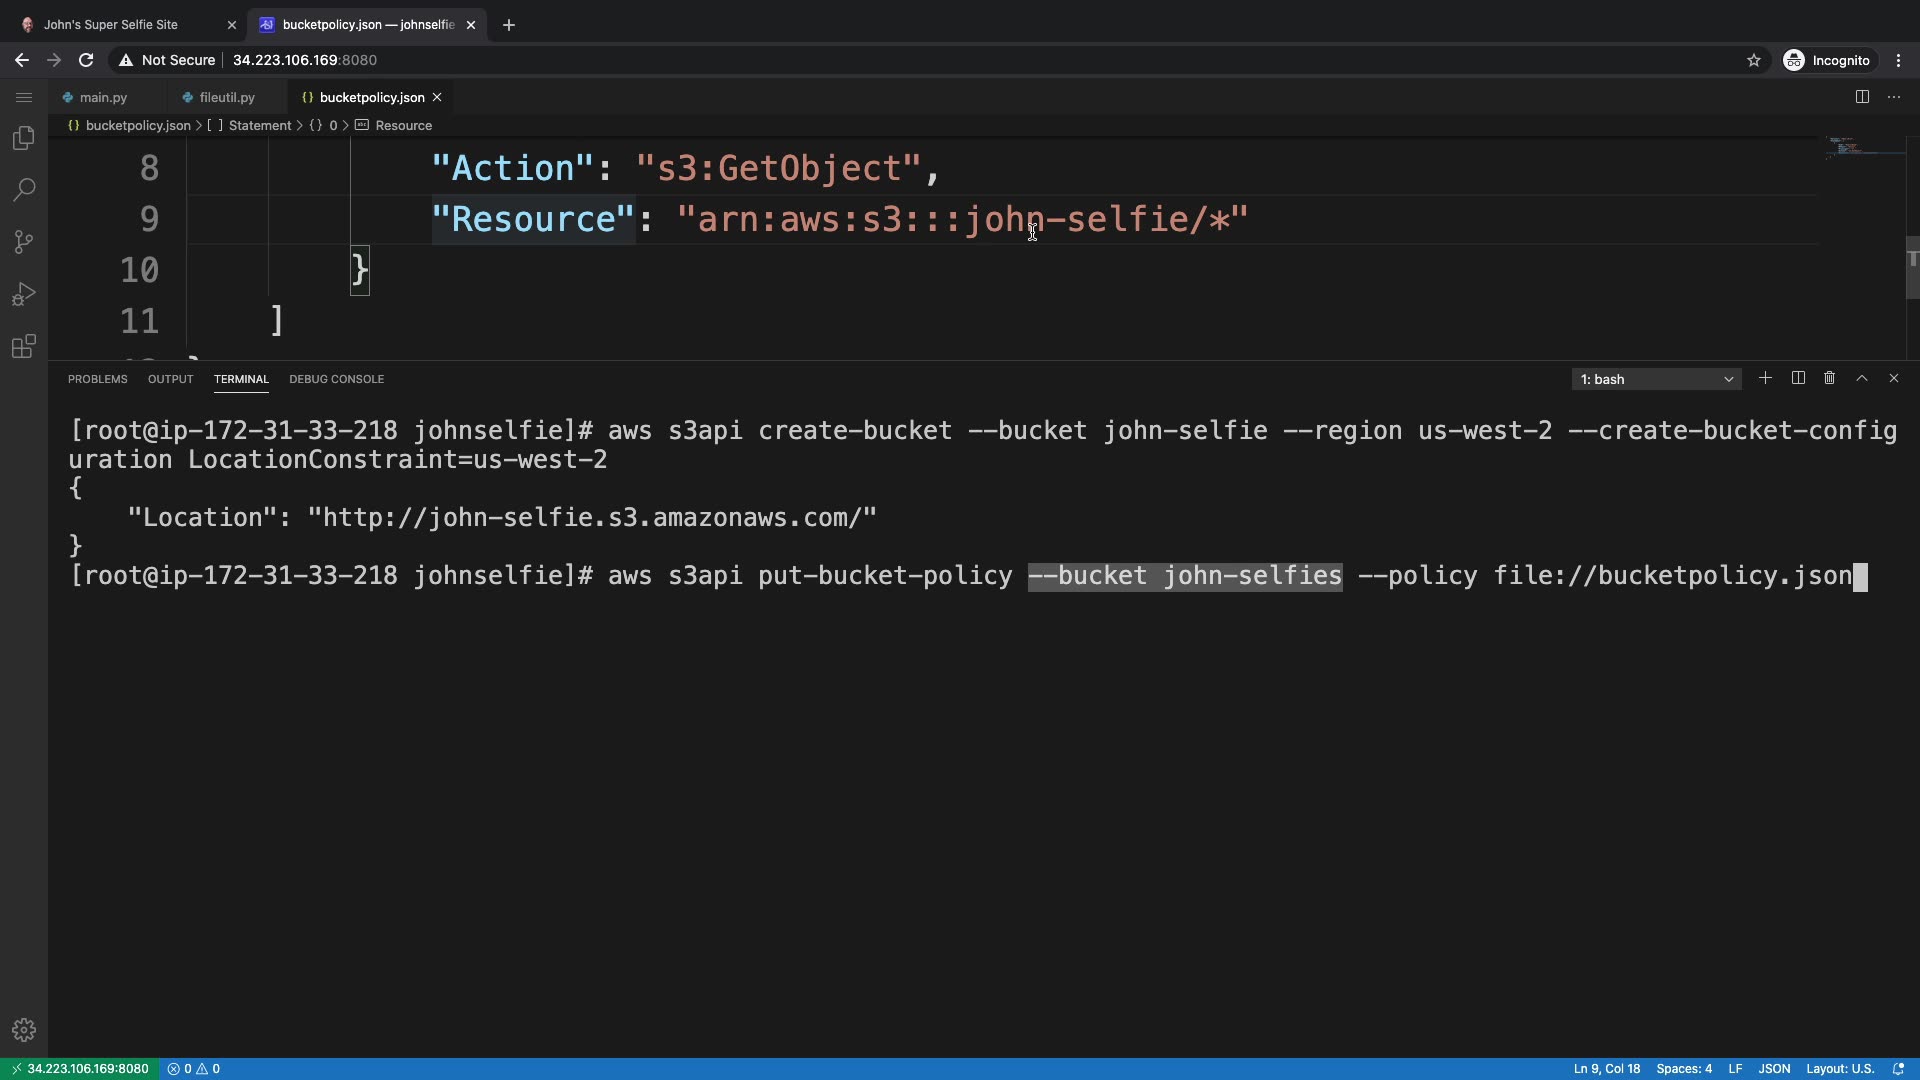 John's Super Selfie Site
bucketpolicy.json — johnselfie
Not Secure 34.223.106.169:8080
Incognito
main.py
fileutil.py
{} bucketpolicy.json
{} bucketpolicy.json > [ ] Statement > {} 0 > Resource
8 "Action": "s3:GetObject",
9 "Resource": "arn:aws:s3:::john-selfie/*"
10 }
11 ]
PROBLEMS OUTPUT TERMINAL DEBUG CONSOLE
1: bash
[root@ip-172-31-33-218 johnselfie]# aws s3api create-bucket --bucket john-selfie --region us-west-2 --create-bucket-config
uration LocationConstraint=us-west-2
{
"Location": "http://john-selfie.s3.amazonaws.com/"
}
[root@ip-172-31-33-218 johnselfie]# aws s3api put-bucket-policy --bucket john-selfies --policy file://bucketpolicy.json
34.223.106.169:8080 0 0 Ln 9, Col 18 Spaces: 4 LF JSON Layout: U.S.